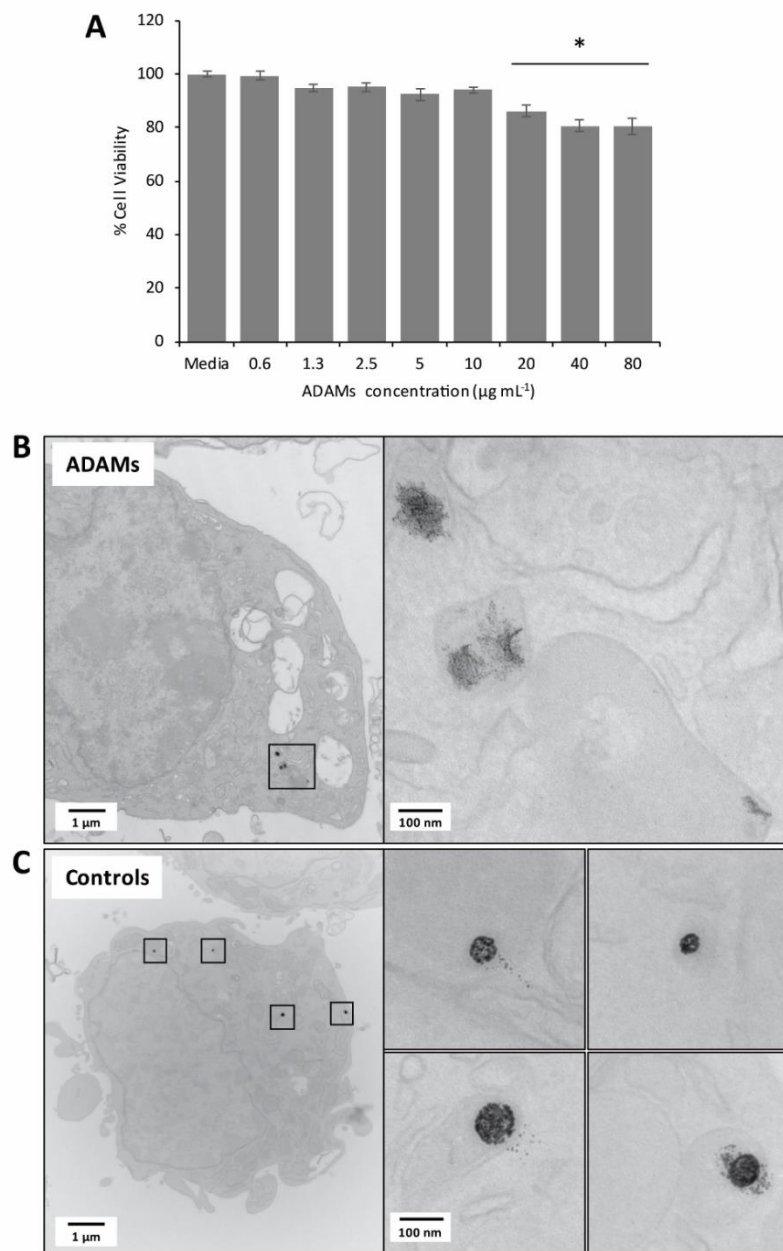 A
120
*
100
80
60
40
20
0
% Cell Viability
Media 0.6 1.3 2.5 5 10 20 40 80
ADAMs concentration (µg mL-1)
B
ADAMs
1 µm
100 nm
C
Controls
1 µm
100 nm